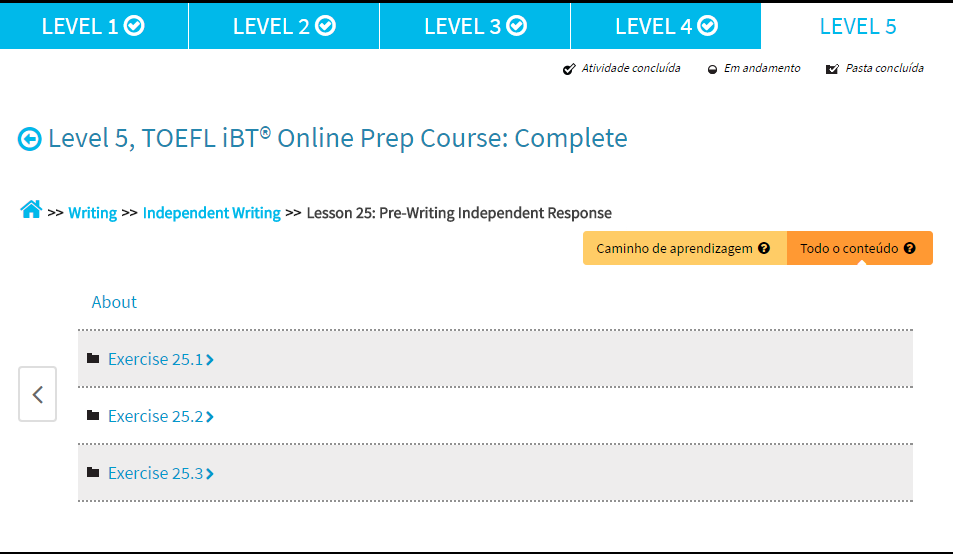 LEVEL 1 LEVEL 2 LEVEL 3 LEVEL 4 LEVEL 5
Atividade concluída Em andamento Pasta concluída
Level 5, TOEFL iBT® Online Prep Course: Complete
>> Writing >> Independent Writing >> Lesson 25: Pre-Writing Independent Response
Caminho de aprendizagem ? Todo o conteúdo ?
About
Exercise 25.1
Exercise 25.2
Exercise 25.3